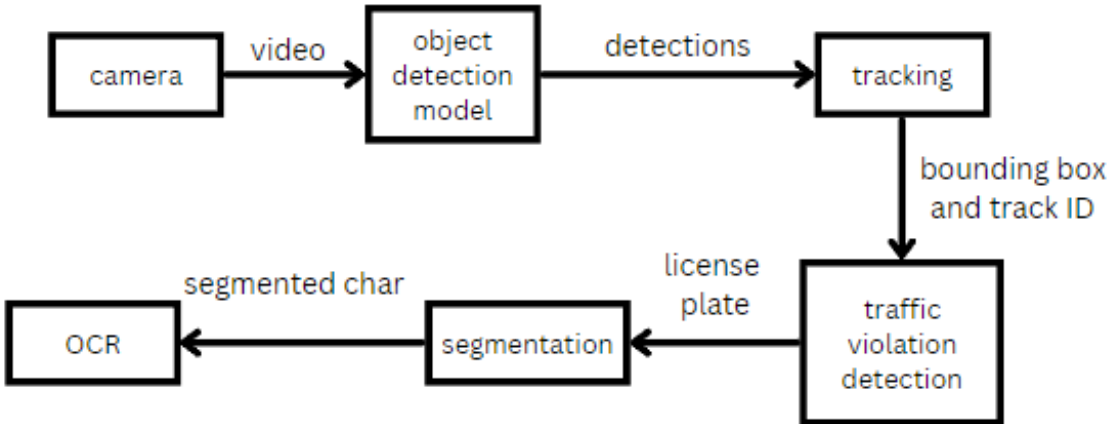 camera
video
object
detection
model
detections
tracking
bounding box
and track ID
traffic
violation
detection
license
plate
segmentation
segmented char
OCR